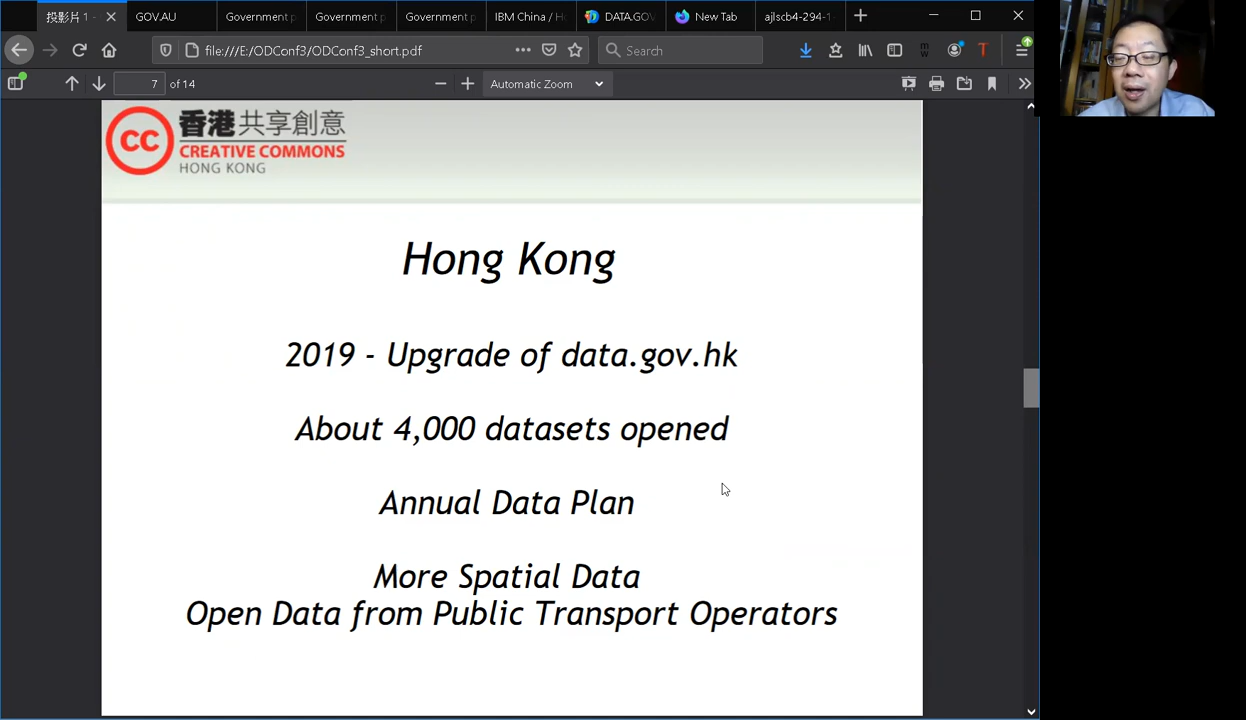 投影片 1 -
GOV.AU
Government p
Government p
Government p
IBM China / H
DATA.GOV
New Tab
ajlscb4-294-1
file:///E:/ODConf3/ODConf3_short.pdf
Search
7 of 14
Automatic Zoom
CC
香港共享創意
CREATIVE COMMONS
HONG KONG
Hong Kong
2019 - Upgrade of data.gov.hk
About 4,000 datasets opened
Annual Data Plan
More Spatial Data
Open Data from Public Transport Operators